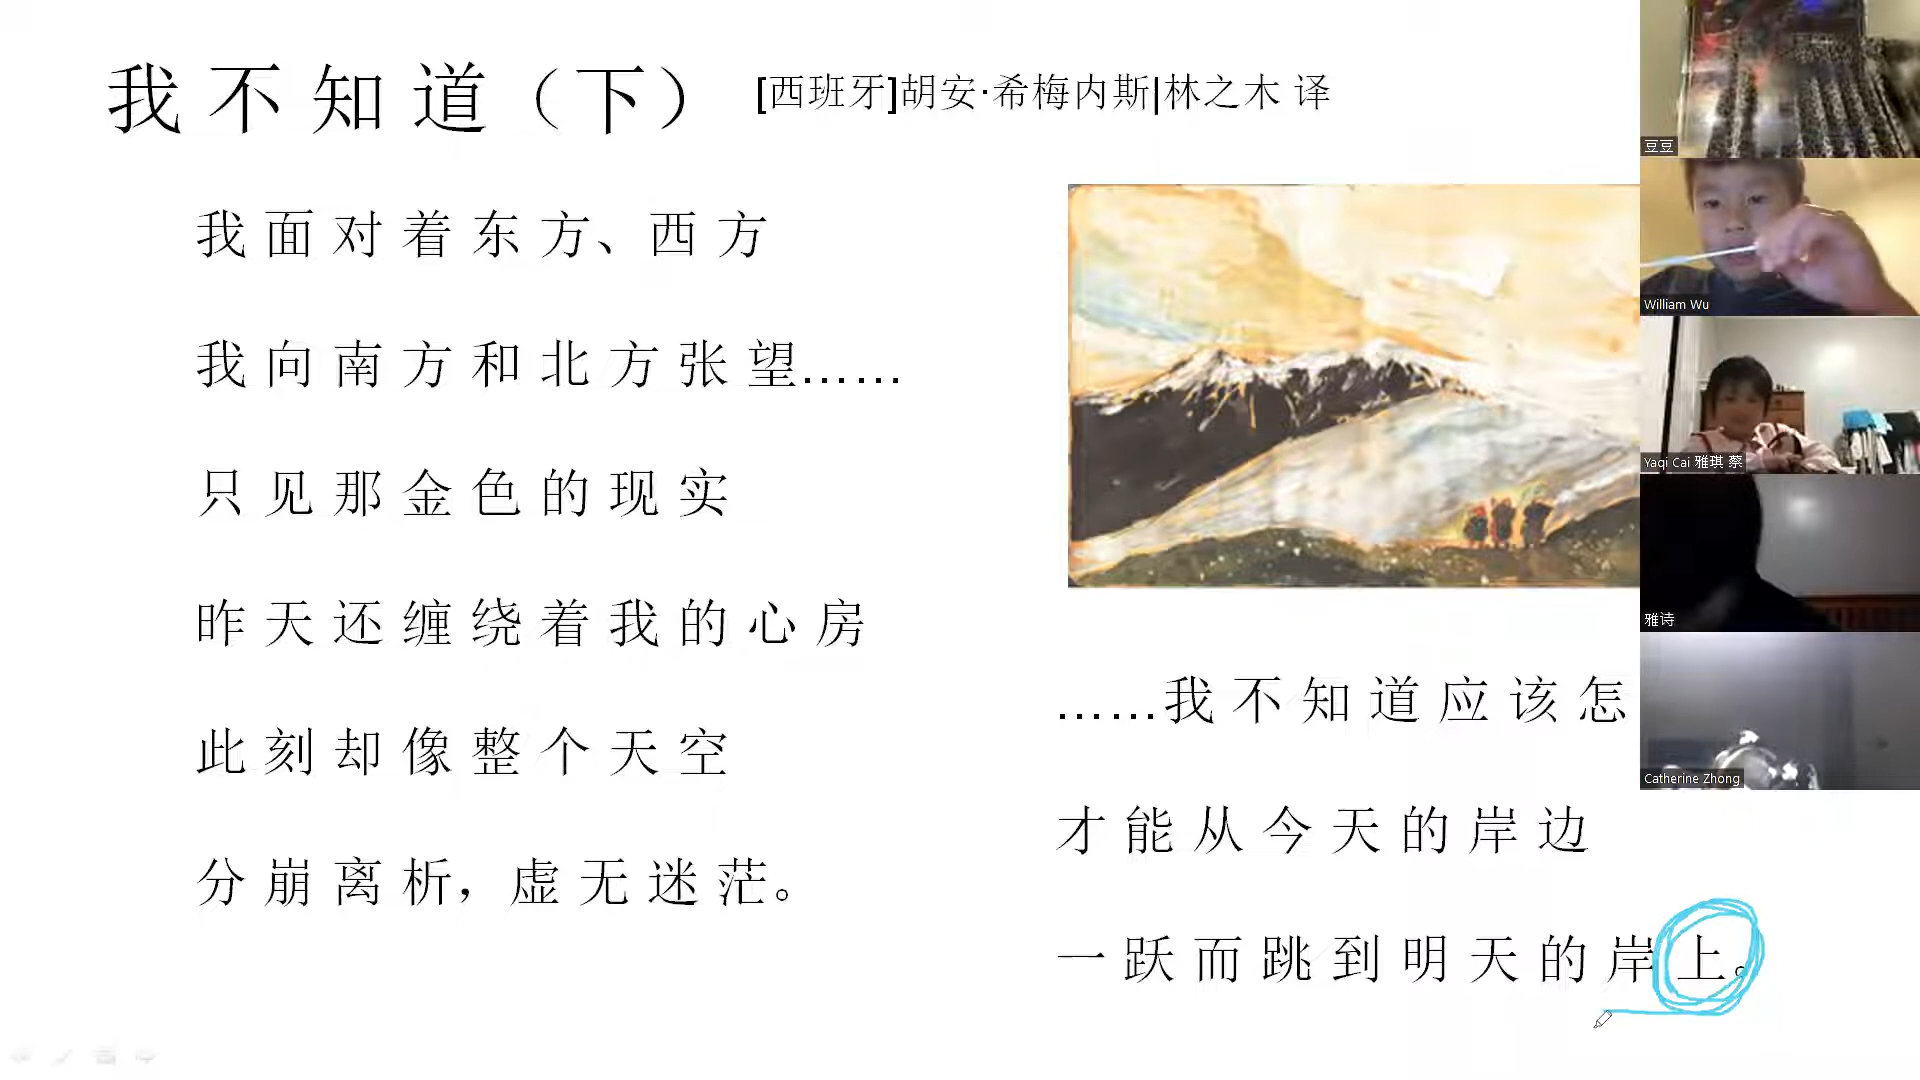 我不知道（下）
[西班牙]胡安·希梅内斯|林之木 译
我面对着东方、西方
我向南方和北方张望……
只见那金色的现实
昨天还缠绕着我的心房
此刻却像整个天空
分崩离析，虚无迷茫。
……我不知道应该怎
才能从今天的岸边
一跃而跳到明天的岸上。
豆豆
William Wu
Yaqi Cai 雅琪 蔡
雅诗
Catherine Zhong